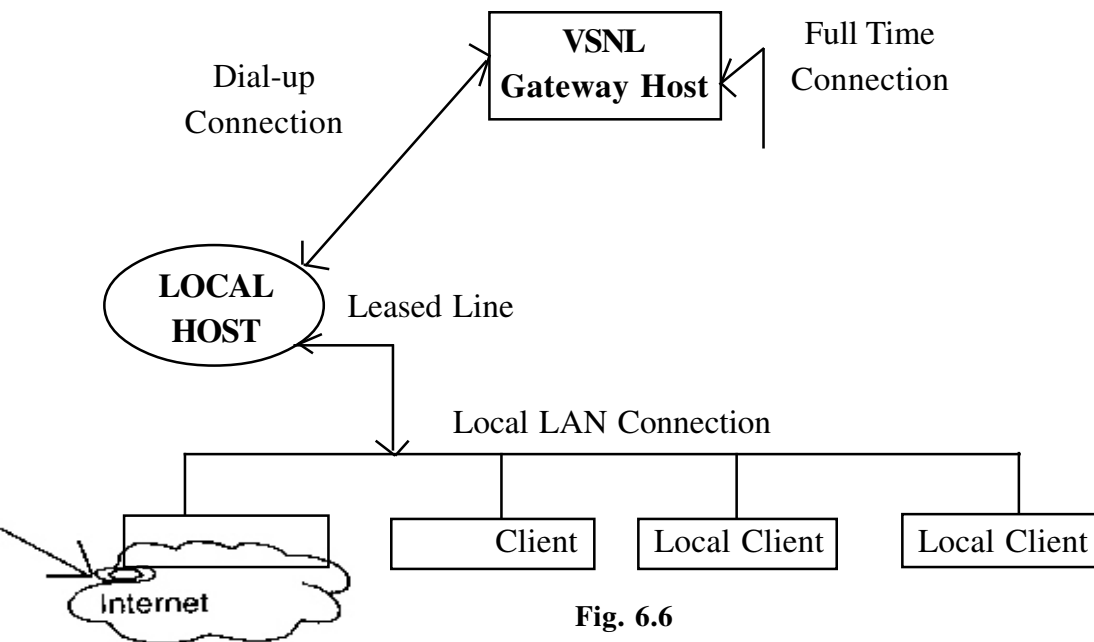 VSNL
Gateway Host
Full Time
Connection
Dial-up
Connection
LOCAL
HOST
Leased Line
Local LAN Connection
Client
Local Client
Local Client
Internet
Fig. 6.6